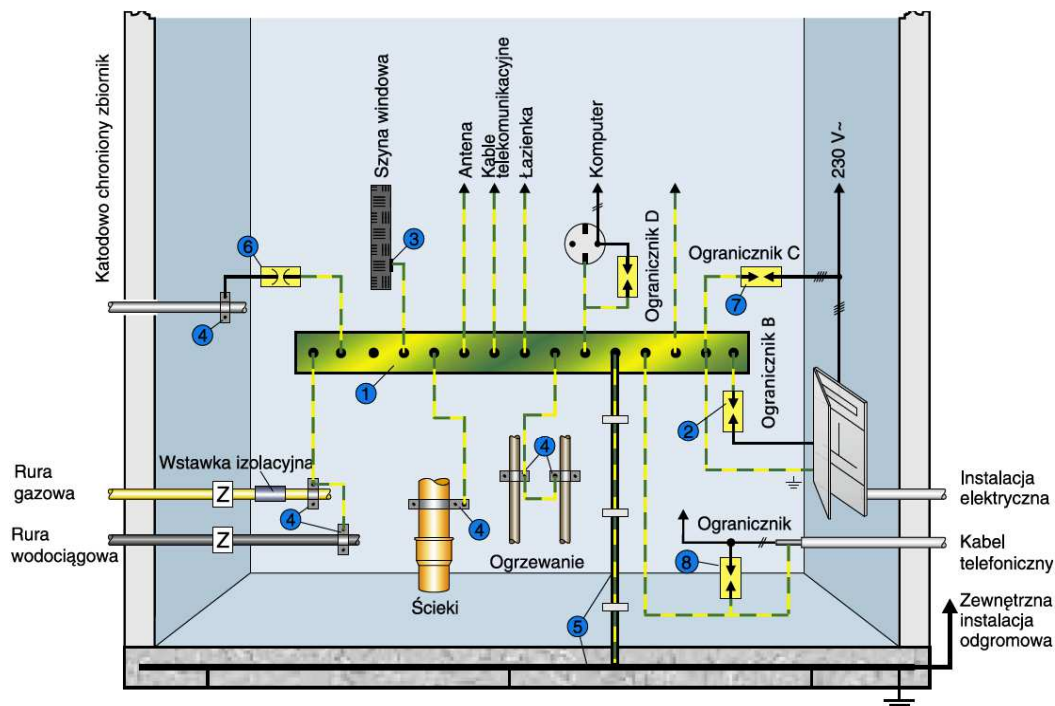 Katodowo chroniony zbiornik
Szyna windowa
Antena
Kable
telekomunikacyjne
Łazienka
Komputer
Ogranicznik D
230 V~
Ogranicznik C
6
3
7
4
1
Ogranicznik B
2
Wstawka izolacyjna
4
Rura
gazowa
Z
4
4
Instalacja
elektryczna
Rura
wodociągowa
Z
Ogrzewanie
Ogranicznik
8
Kabel
telefoniczny
Ścieki
5
Zewnętrzna
instalacja
odgromowa